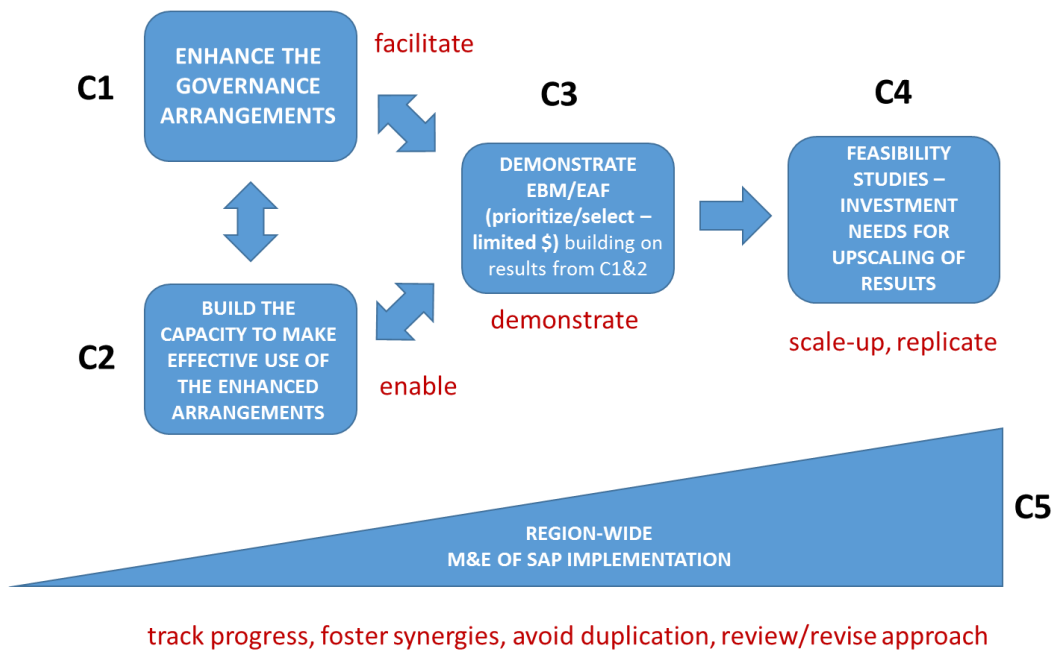 C1
ENHANCE THE
GOVERNANCE
ARRANGEMENTS
facilitate
C2
BUILD THE
CAPACITY TO MAKE
EFFECTIVE USE OF
THE ENHANCED
ARRANGEMENTS
enable
C3
DEMONSTRATE
EBM/EAF
(prioritize/select –
limited $) building on
results from C1&2
demonstrate
C4
FEASIBILITY
STUDIES –
INVESTMENT
NEEDS FOR
UPSCALING OF
RESULTS
scale-up, replicate
C5
REGION-WIDE
M&E OF SAP IMPLEMENTATION
track progress, foster synergies, avoid duplication, review/revise approach